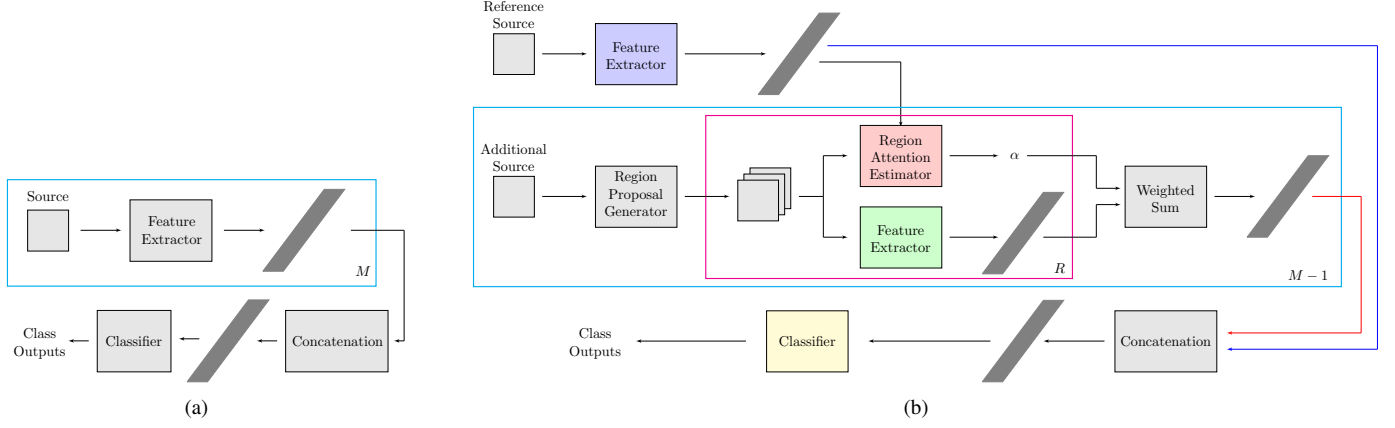 Source
Feature
Extractor
M
Class
Outputs
Classifier
Concatenation
(a)
Reference
Source
Feature
Extractor
Additional
Source
Region
Proposal
Generator
Region
Attention
Estimator
α
Feature
Extractor
R
Weighted
Sum
M − 1
Class
Outputs
Classifier
Concatenation
(b)